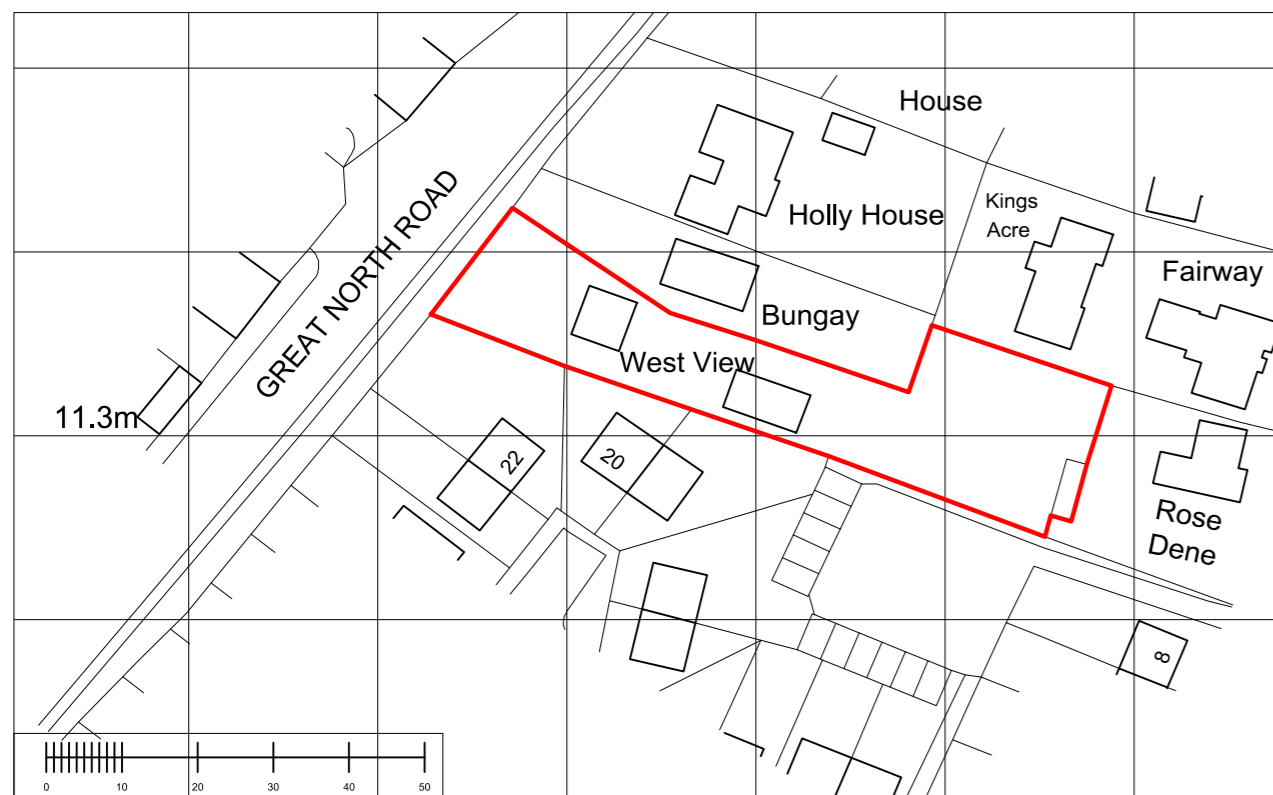 House
Kings
Acre
Holly House
Fairway
GREAT NORTH ROAD
Bungay
West View
11.3m
22
20
Rose
Dene
8
0 10 20 30 40 50